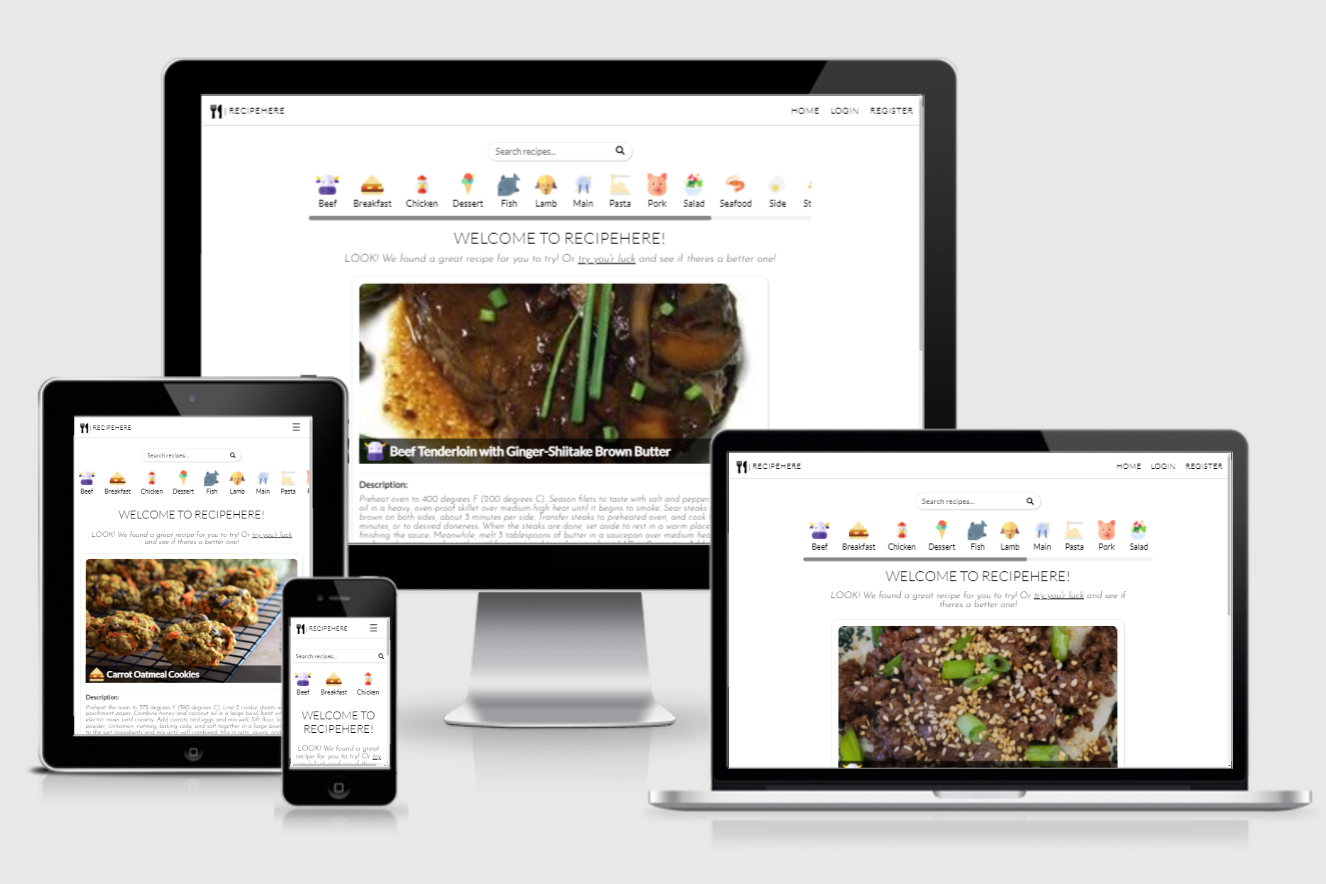 RECIPEHERE
HOME LOGIN REGISTER
Search recipes...
Beef Breakfast Chicken Dessert Fish Lamb Main Pasta Pork Salad Seafood Side St
WELCOME TO RECIPEHERE!
LOOK! We found a great recipe for you to try! Or try you'r luck and see if theres a better one!
Beef Tenderloin with Ginger-Shiitake Brown Butter
Description:
Preheat oven to 400 degrees F (200 degrees C). Season filets to taste with salt and pepper
oil in a heavy, oven-proof skillet over medium-high heat until it begins to smoke. Sear steaks
brown on both sides, about 3 minutes per side. Transfer steaks to preheated oven, and cook
minutes, or to desired doneness. When the steaks are done, set aside to rest in a warm place
finishing the sauce. Meanwhile, melt 3 tablespoons of butter in a saucepan over medium hea
RECIPEHERE
Search recipes...
Beef Breakfast Chicken Dessert Fish Lamb Main Pasta
WELCOME TO RECIPEHERE!
LOOK! We found a great recipe for you to try! Or try you'r luck
and see if theres a better one!
Carrot Oatmeal Cookies
Description:
Preheat the oven to 375 degrees F (190 degrees C). Line 2 cookie sheets
parchment paper. Combine honey and coconut oil in a large bowl; beat
electric mixer until creamy. Add carrots and eggs and mix well. Sift flour,
powder, cinnamon, nutmeg, baking soda, and salt together in a large bowl
to the wet ingredients and mix until well combined. Mix in oats, raisins, and
RECIPEHERE
Search recipes...
Beef Breakfast Chicken
WELCOME TO
RECIPEHERE!
LOOK! We found a great
recipe for you to try! Or try
RECIPEHERE
HOME LOGIN REGISTER
Search recipes...
Beef Breakfast Chicken Dessert Fish Lamb Main Pasta Pork Salad
WELCOME TO RECIPEHERE!
LOOK! We found a great recipe for you to try! Or try you'r luck and see if
theres a better one!